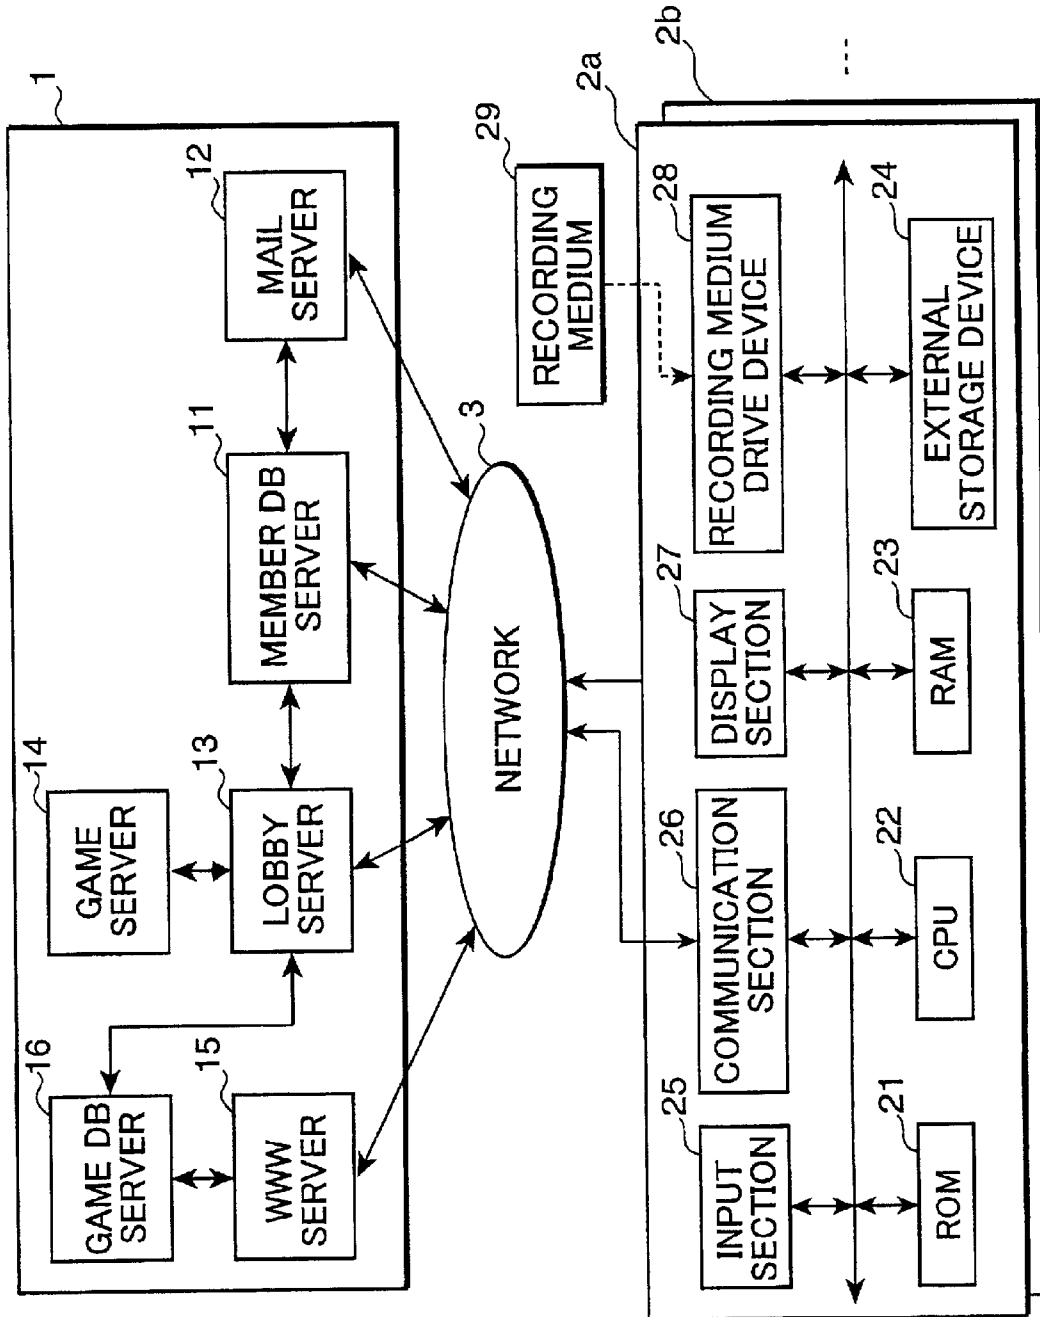 1
16
GAME DB
SERVER
14
GAME
SERVER
15
WWW
SERVER
13
LOBBY
SERVER
11
MEMBER DB
SERVER
12
MAIL
SERVER
3
NETWORK
29
RECORDING
MEDIUM
2a
2b
25
INPUT
SECTION
26
COMMUNICATION
SECTION
27
DISPLAY
SECTION
28
RECORDING MEDIUM
DRIVE DEVICE
21
ROM
22
CPU
23
RAM
24
EXTERNAL
STORAGE DEVICE